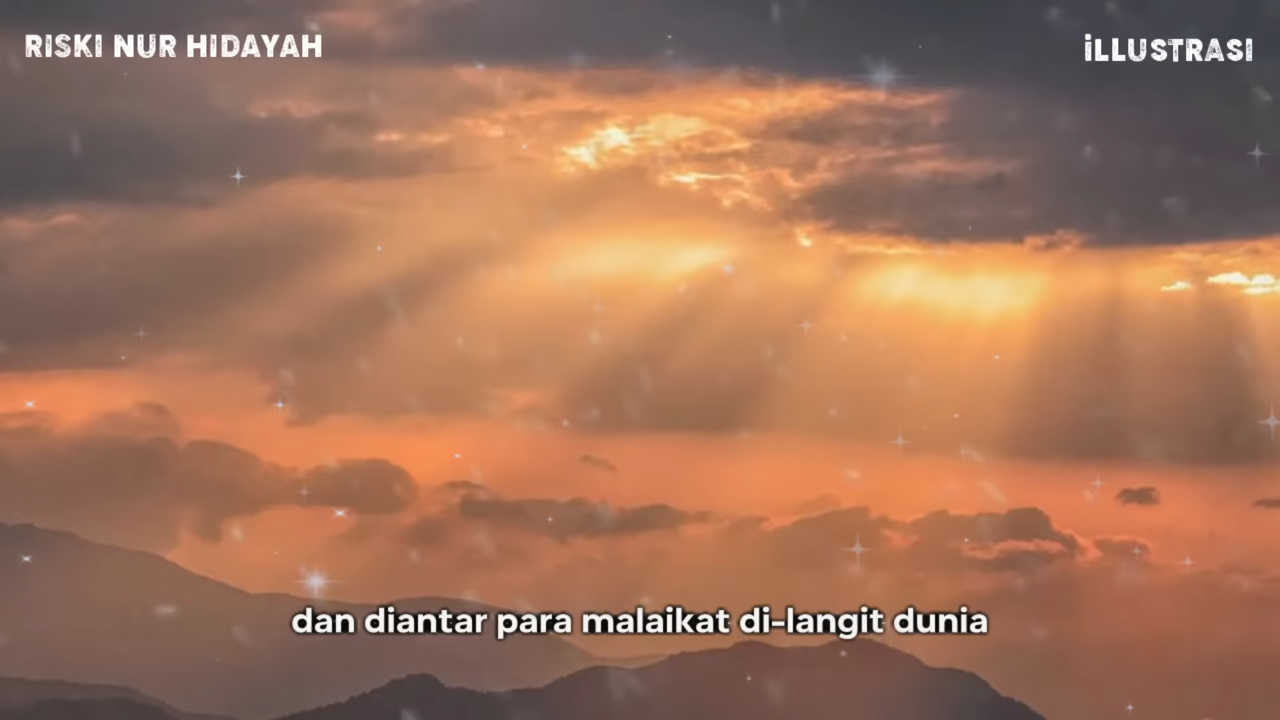 RISKI NUR HIDAYAH
iLLUSTRASI
dan diantar para malaikat di-langit dunia